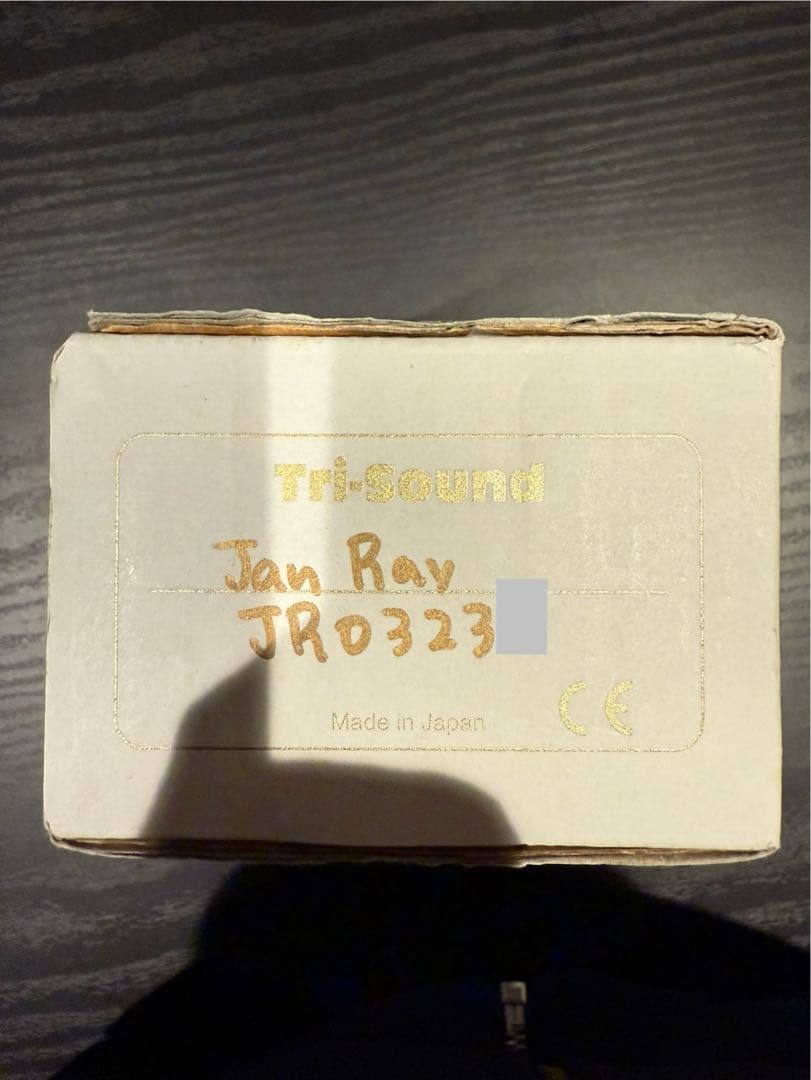 Tri-Sound
Jan Ray
JR0323
Made in Japan
CE